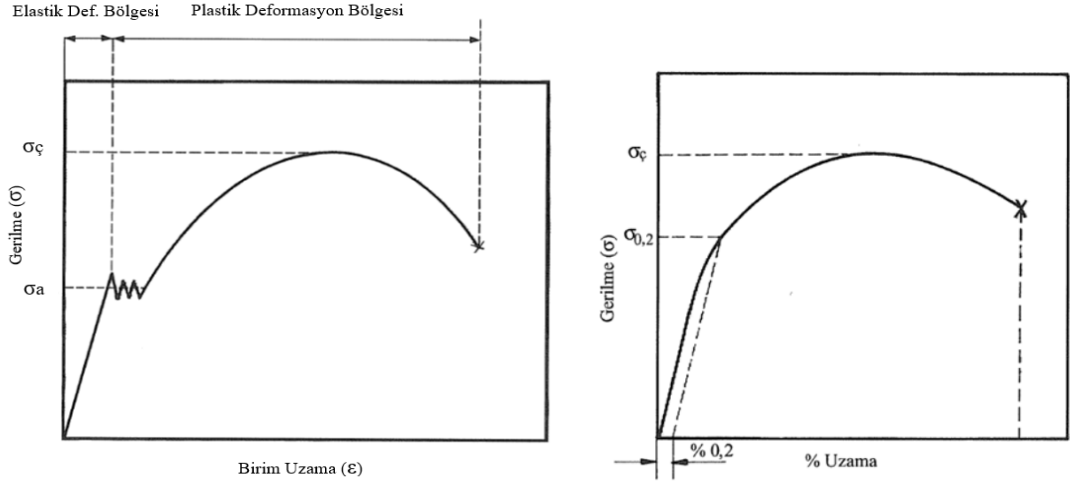 Elastik Def. Bölgesi
Plastik Deformasyon Bölgesi
σç
σa
Gerilme (σ)
Birim Uzama (ε)
σç
σ0,2
Gerilme (σ)
% 0,2
% Uzama